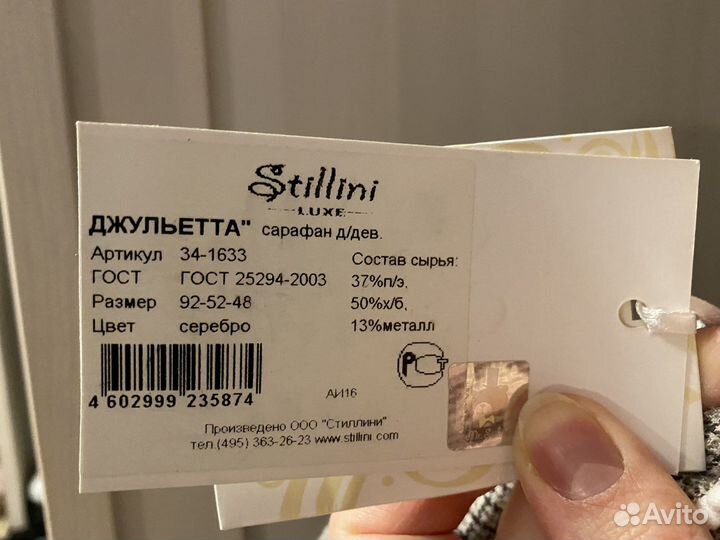 Stillini
LUXE
ДЖУЛЬЕТТА" сарафан д/дев.
Артикул 34-1633
ГОСТ ГОСТ 25294-2003
Размер 92-52-48
Цвет серебро
Состав сырья:
37%п/э,
50%х/б,
13%металл
РСТ
4 602999 235874
АИ16
Произведено ООО "Стиллини"
тел.(495) 363-26-23 www.stillini.com
Avito